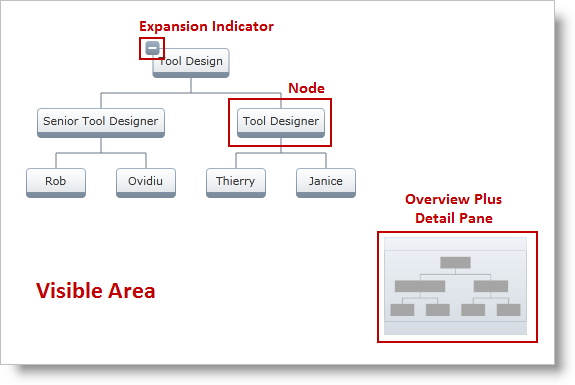 Expansion Indicator
Tool Design
Node
Senior Tool Designer
Tool Designer
Rob
Ovidiu
Thierry
Janice
Overview Plus
Detail Pane
Visible Area